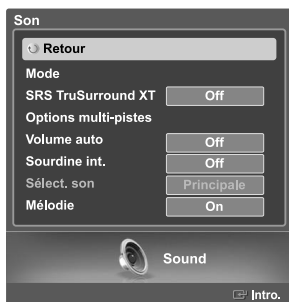 Son
Retour
Mode
SRS TruSurround XT Off
Options multi-pistes
Volume auto Off
Sourdine int. Off
Sélect. son Principale
Mélodie On
Sound
Intro.